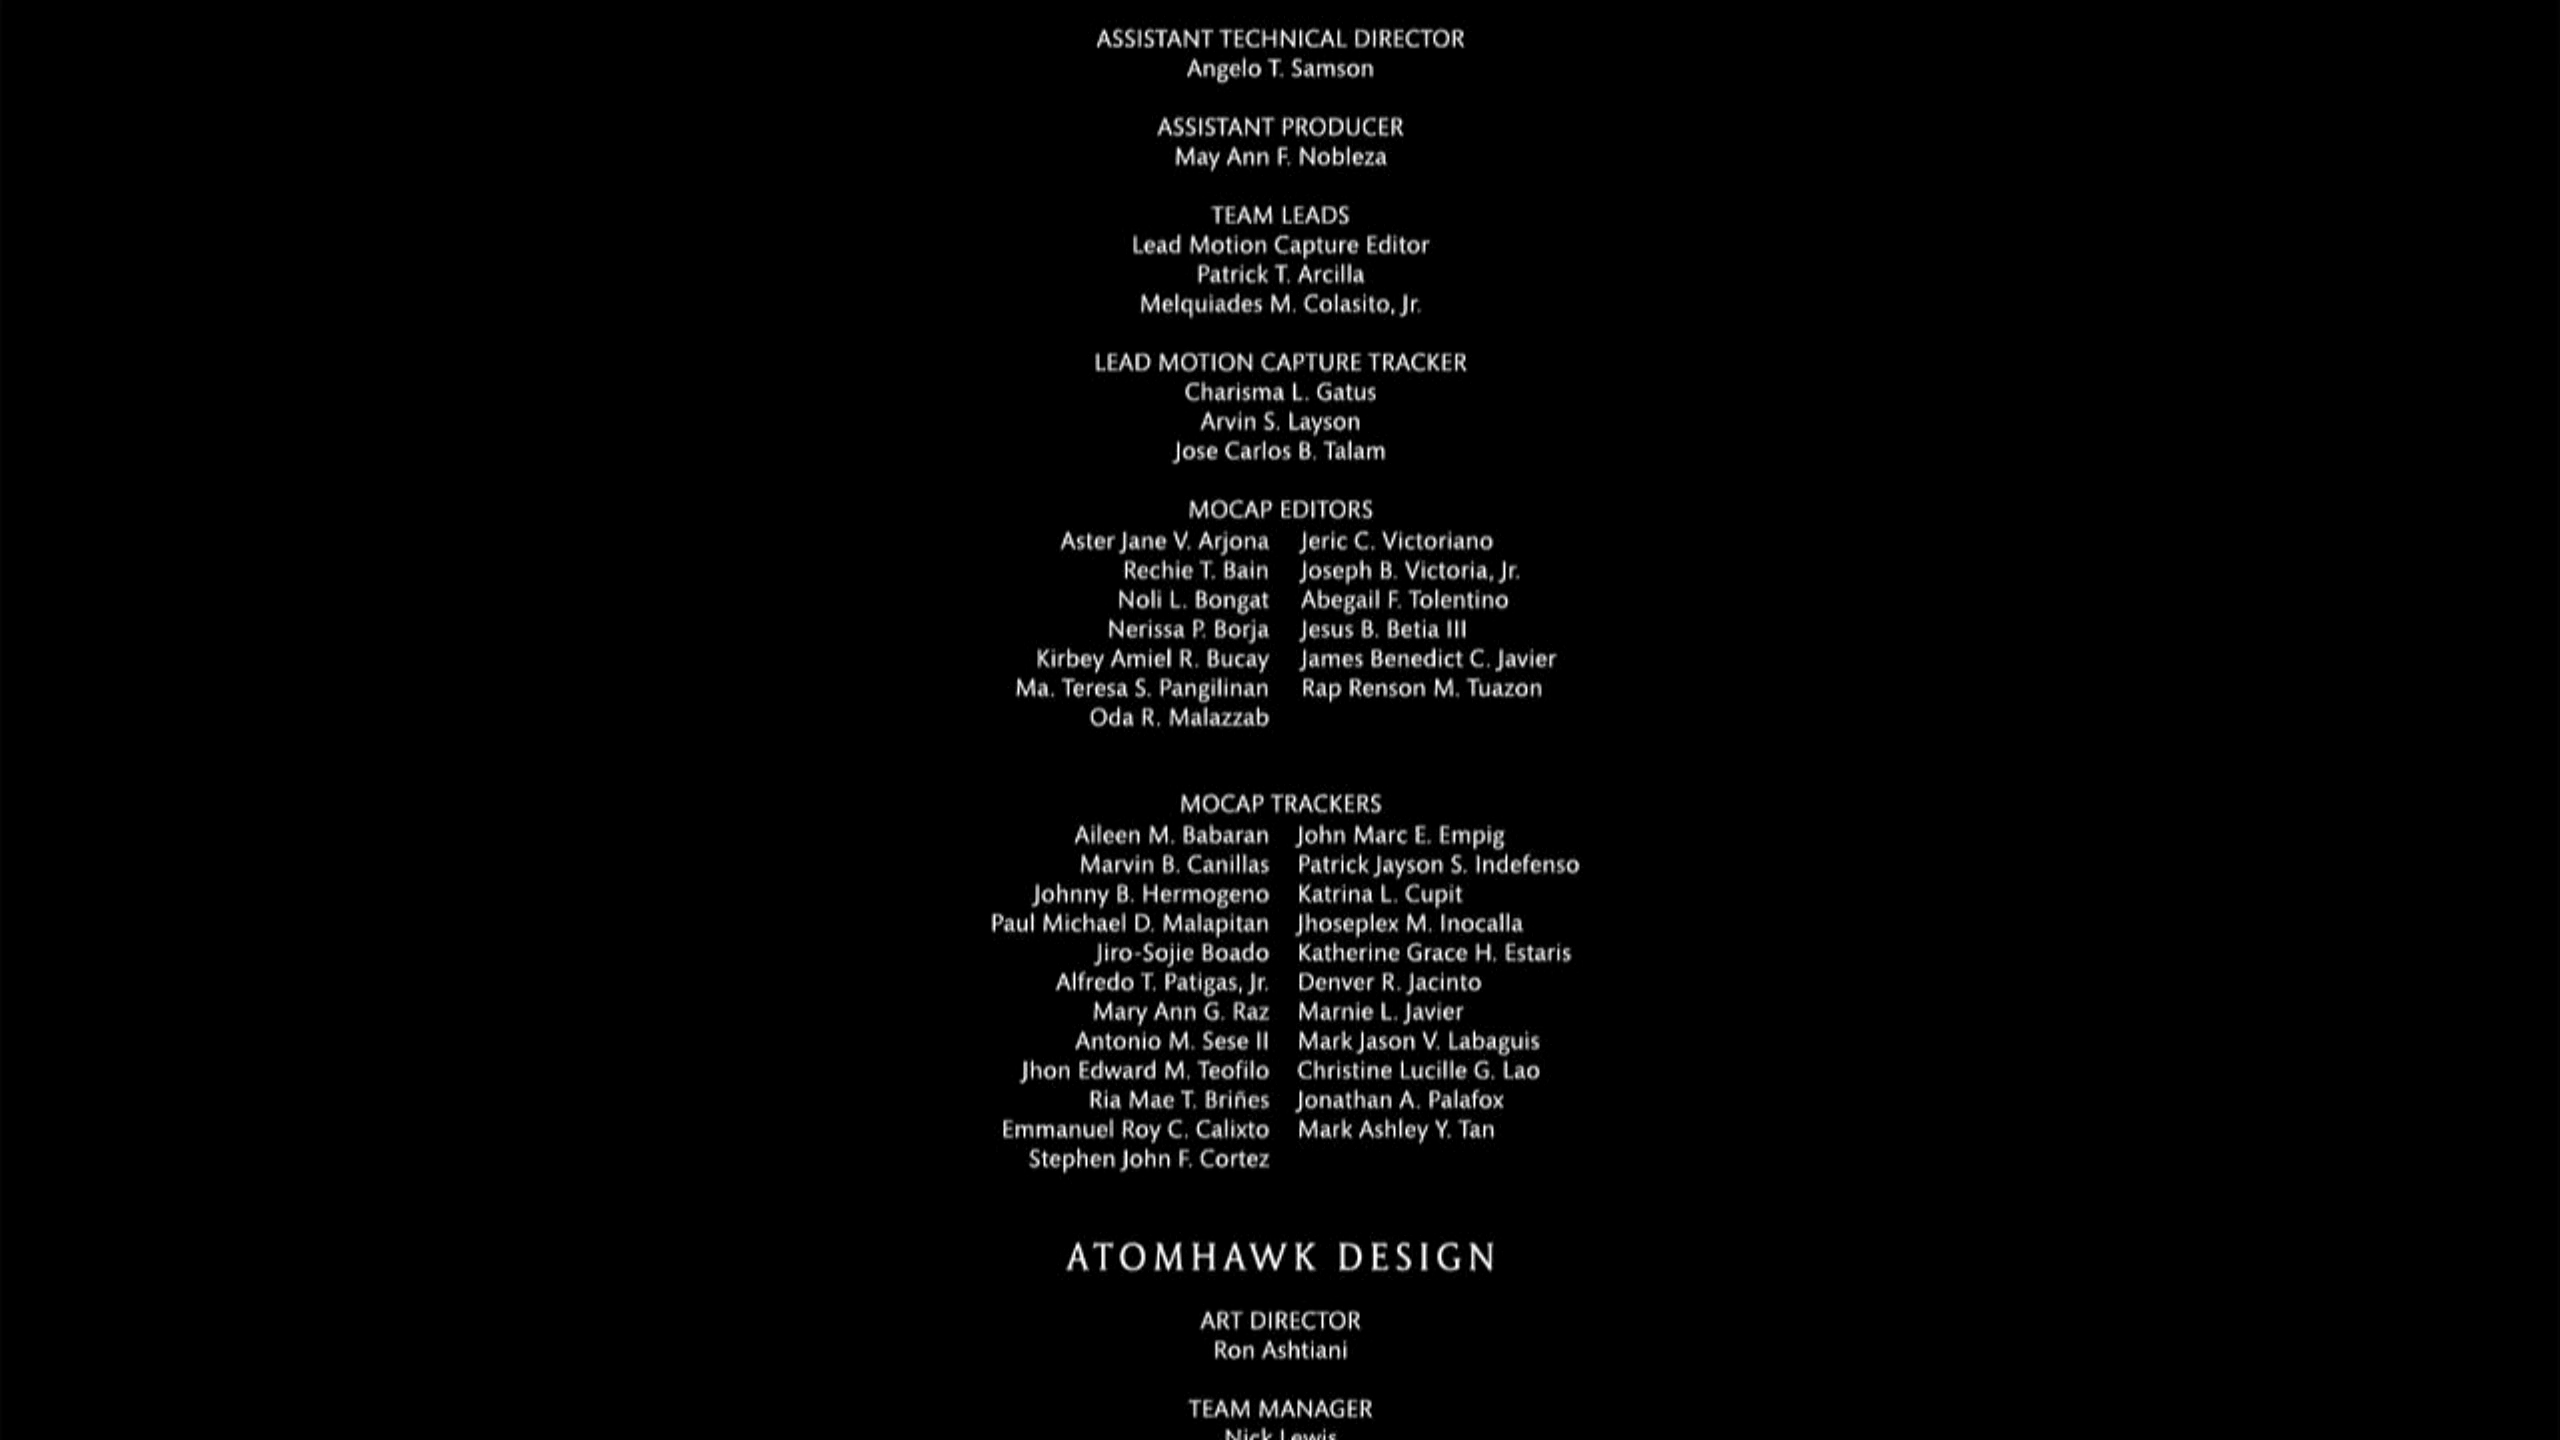 ASSISTANT TECHNICAL DIRECTOR
Angelo T. Samson
ASSISTANT PRODUCER
May Ann F. Nobleza
TEAM LEADS
Lead Motion Capture Editor
Patrick T. Arcilla
Melquiades M. Colasito, Jr.
LEAD MOTION CAPTURE TRACKER
Charisma L. Gatus
Arvin S. Layson
Jose Carlos B. Talam
MOCAP EDITORS
Aster Jane V. Arjona Jeric C. Victoriano
Rechie T. Bain Joseph B. Victoria, Jr.
Noli L. Bongat Abegail F. Tolentino
Nerissa P. Borja Jesus B. Betia III
Kirbey Amiel R. Bucay James Benedict C. Javier
Ma. Teresa S. Pangilinan Rap Renson M. Tuazon
Oda R. Malazzab
MOCAP TRACKERS
Aileen M. Babaran John Marc E. Empig
Marvin B. Canillas Patrick Jayson S. Indefenso
Johnny B. Hermogeno Katrina L. Cupit
Paul Michael D. Malapitan Jhoseplex M. Inocalla
Jiro-Sojie Boado Katherine Grace H. Estaris
Alfredo T. Patigas, Jr. Denver R. Jacinto
Mary Ann G. Raz Marnie L. Javier
Antonio M. Sese II Mark Jason V. Labaguis
Jhon Edward M. Teofilo Christine Lucille G. Lao
Ria Mae T. Briñes Jonathan A. Palafox
Emmanuel Roy C. Calixto Mark Ashley Y. Tan
Stephen John F. Cortez
ATOMHAWK DESIGN
ART DIRECTOR
Ron Ashtiani
TEAM MANAGER
Nick Lewis